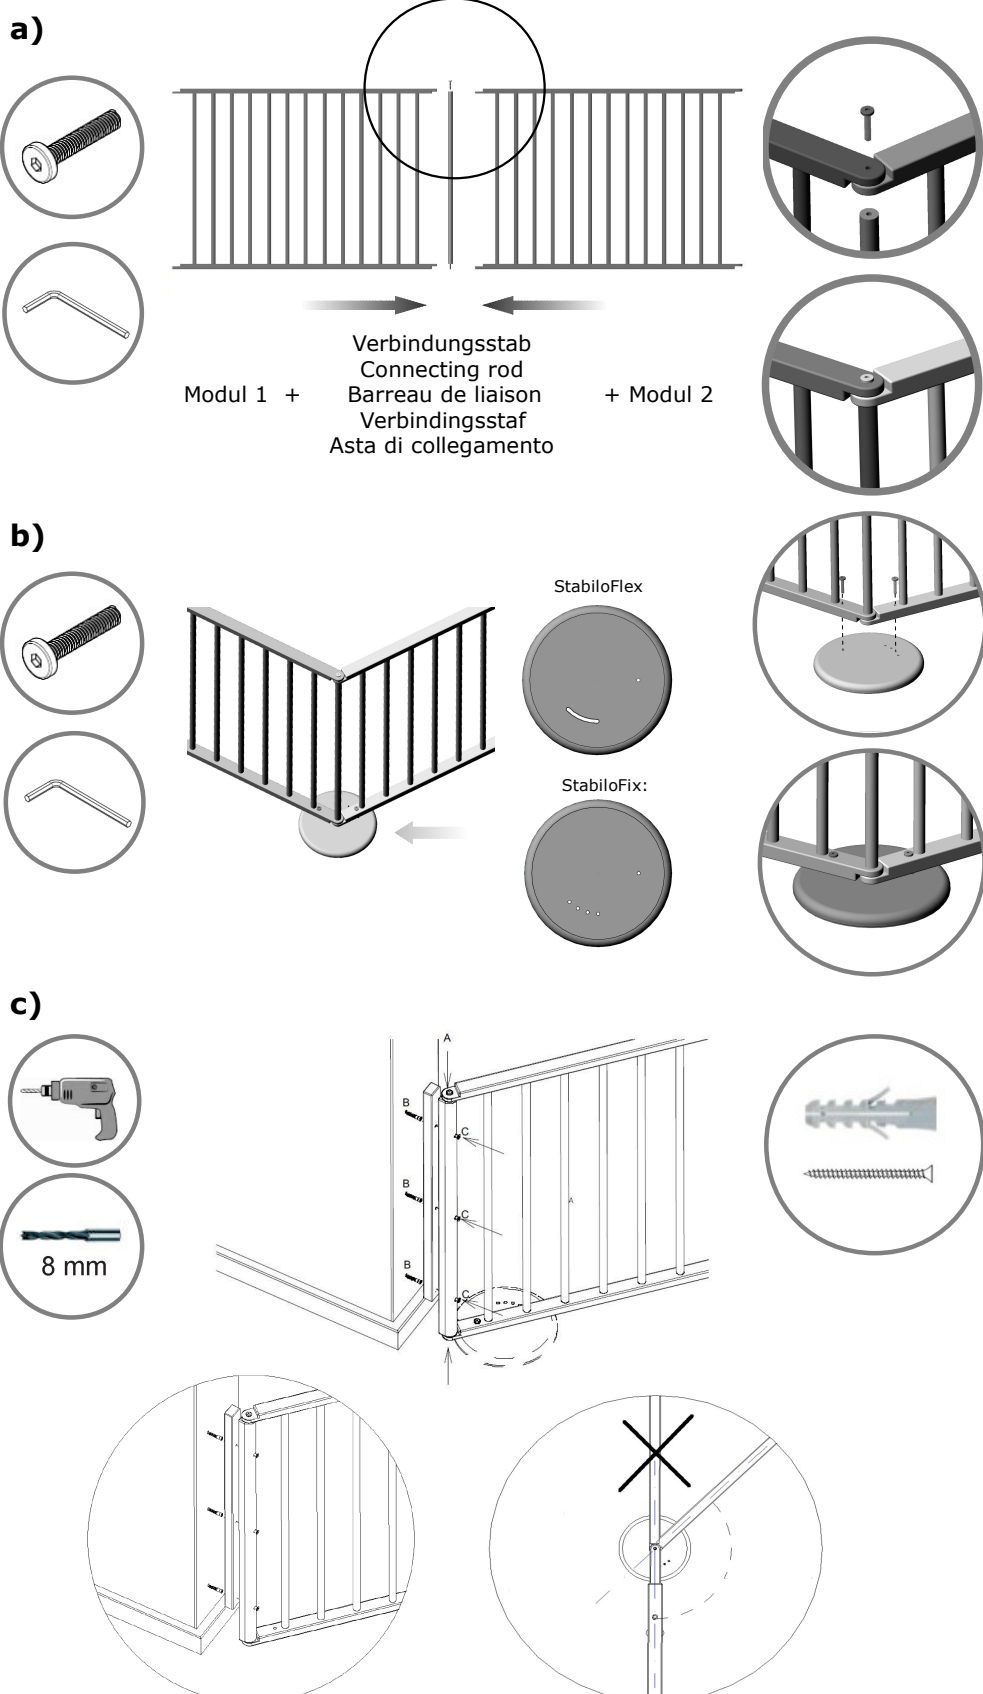 a)
Verbindungsstab
Connecting rod
Modul 1 + Barreau de liaison + Modul 2
Verbindingsstaf
Asta di collegamento
b)
StabiloFlex
StabiloFix:
c)
8 mm
A
B
C
B
C
A
B
C